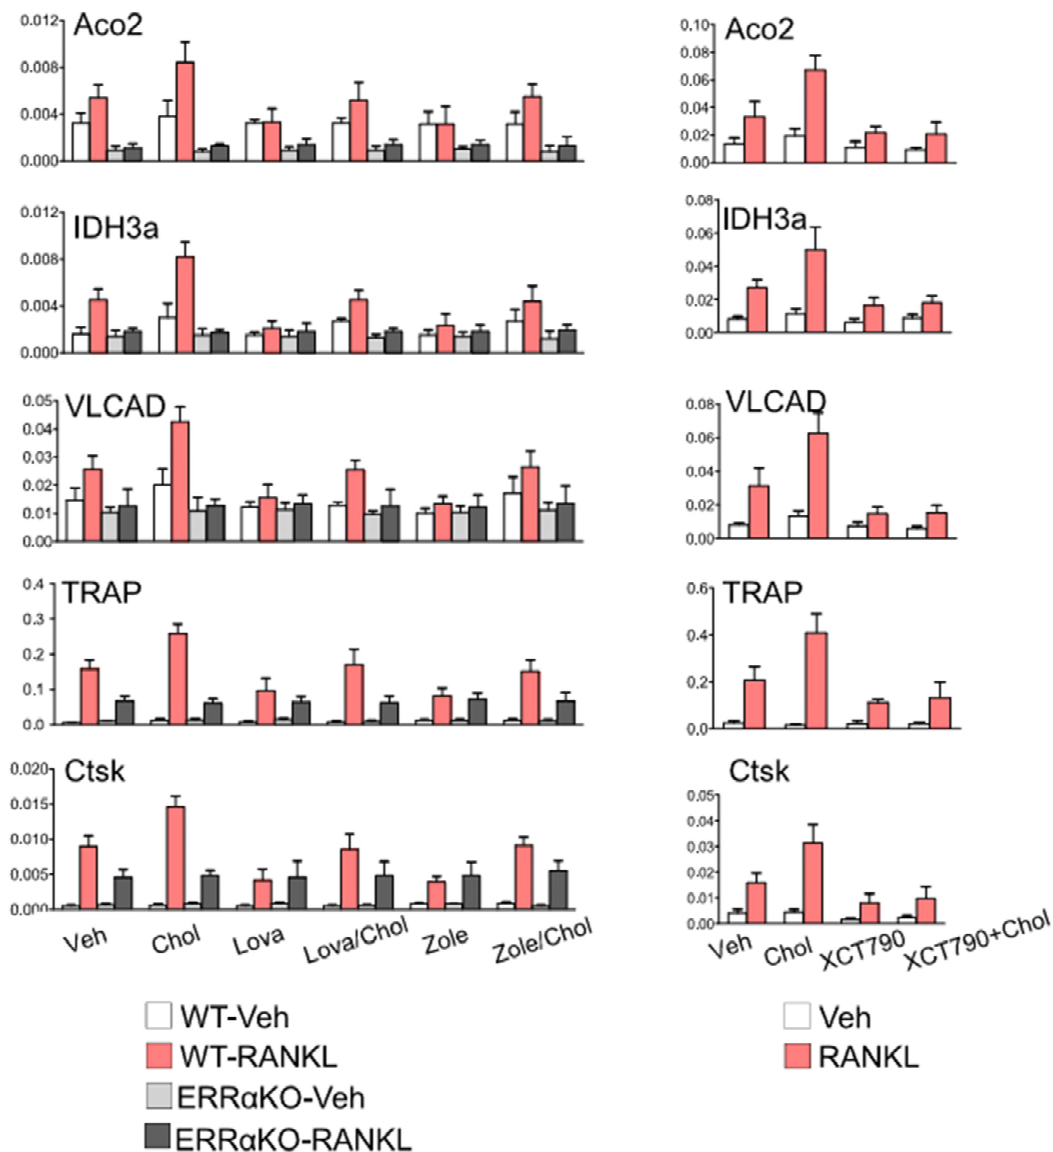 Aco2
0.012
0.008
0.004
0.000
IDH3a
0.012
0.008
0.004
0.000
VLCAD
0.05
0.04
0.03
0.02
0.01
0.00
TRAP
0.4
0.3
0.2
0.1
0.0
Ctsk
0.020
0.015
0.010
0.005
0.000
Veh Chol Lova Lova/Chol Zole Zole/Chol
WT-Veh
WT-RANKL
ERRαKO-Veh
ERRαKO-RANKL
Aco2
0.10
0.08
0.06
0.04
0.02
0.00
IDH3a
0.08
0.06
0.04
0.02
0.00
VLCAD
0.08
0.06
0.04
0.02
0.00
TRAP
0.6
0.4
0.2
0.0
Ctsk
0.05
0.04
0.03
0.02
0.01
0.00
Veh Chol XCT790 XCT790+Chol
Veh
RANKL